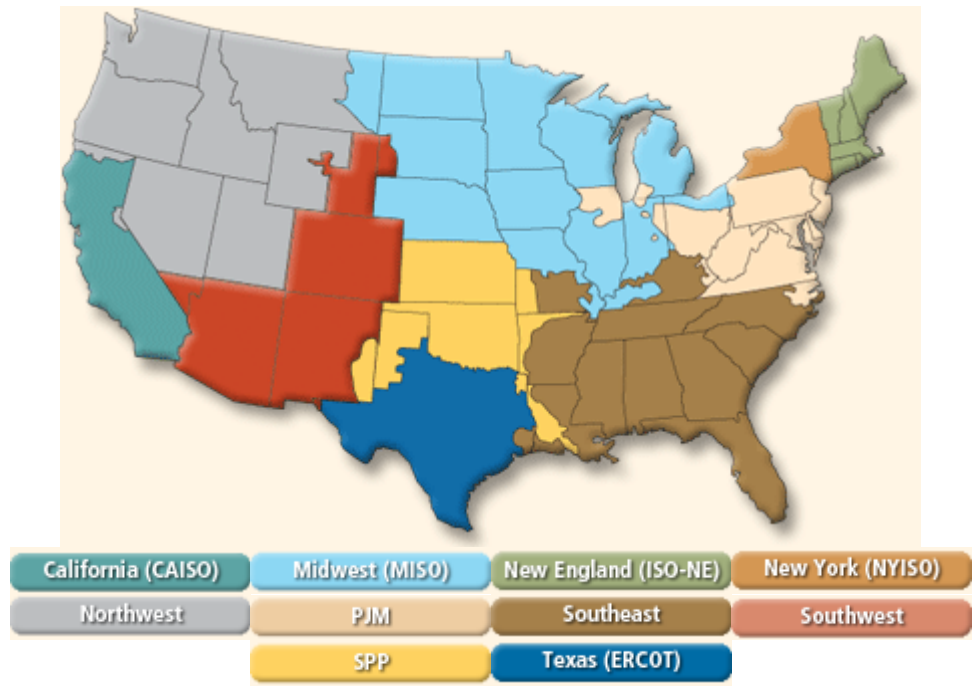 California (CAISO)
Midwest (MISO)
New England (ISO-NE)
New York (NYISO)
Northwest
PJM
Southeast
Southwest
SPP
Texas (ERCOT)